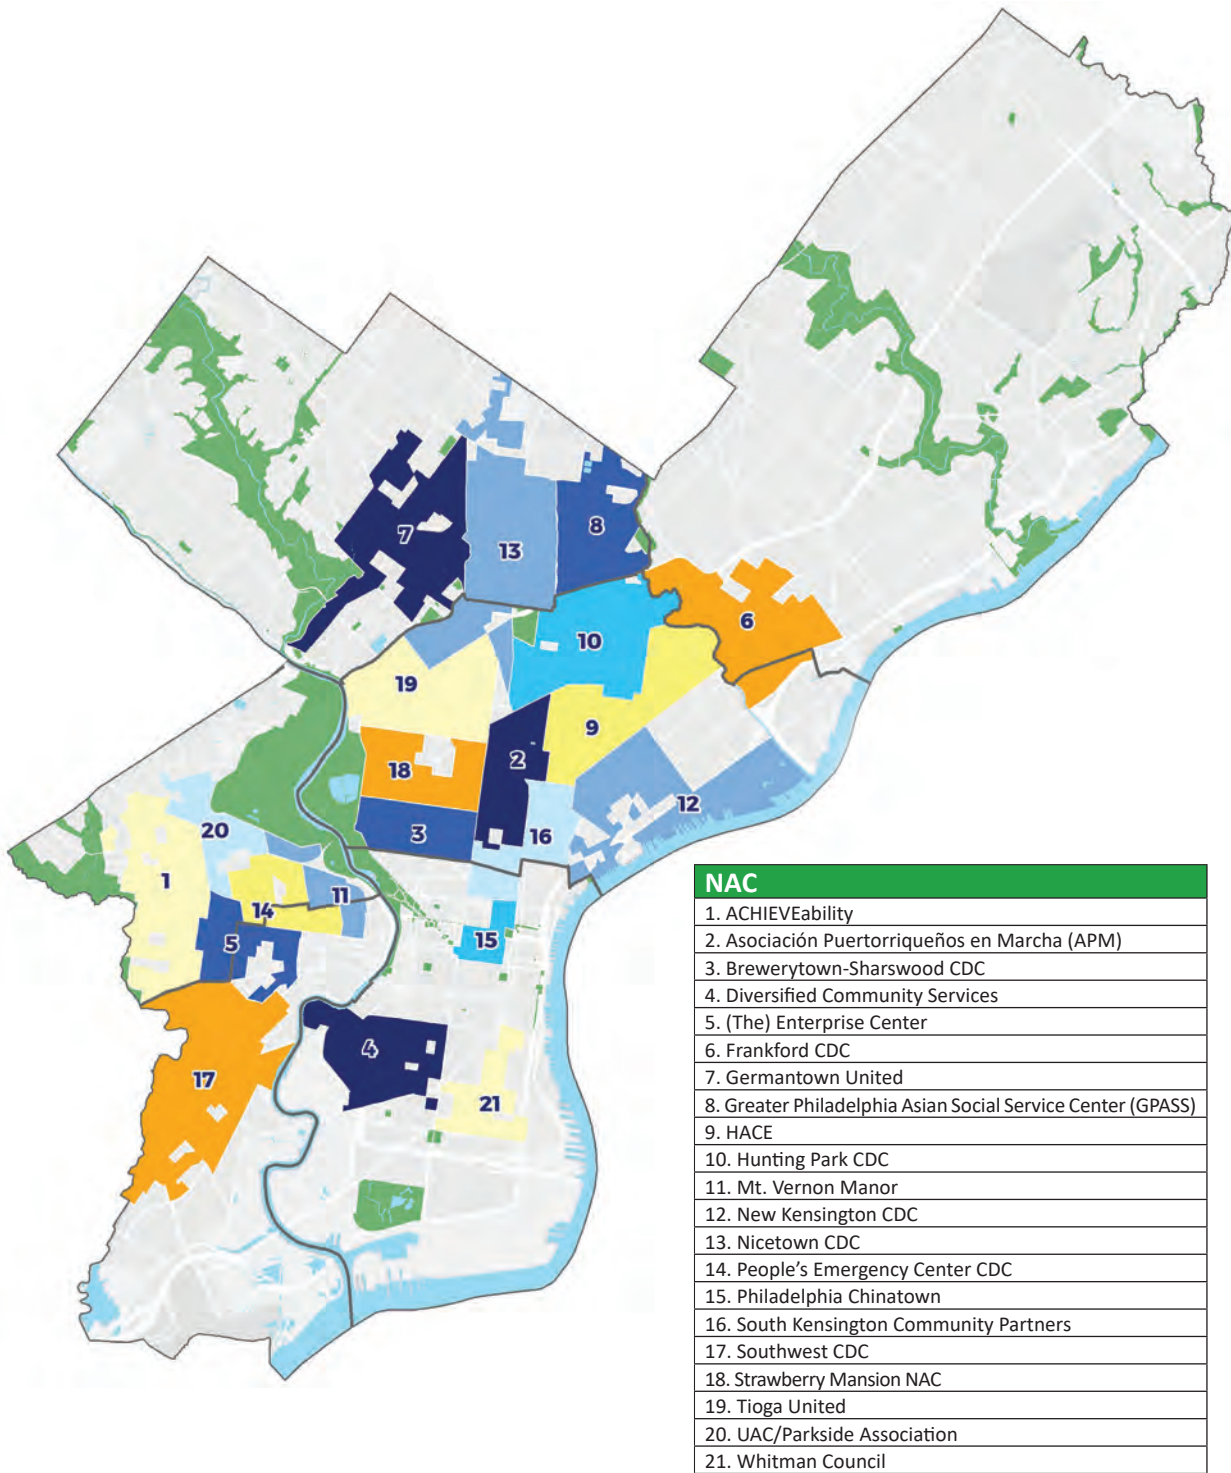 7
13
8
6
10
19
9
2
18
12
3
16
20
1
11
14
15
5
4
17
21
NAC
1. ACHIEVEability
2. Asociación Puertorriqueños en Marcha (APM)
3. Brewerytown-Sharswood CDC
4. Diversified Community Services
5. (The) Enterprise Center
6. Frankford CDC
7. Germantown United
8. Greater Philadelphia Asian Social Service Center (GPASS)
9. HACE
10. Hunting Park CDC
11. Mt. Vernon Manor
12. New Kensington CDC
13. Nicetown CDC
14. People’s Emergency Center CDC
15. Philadelphia Chinatown
16. South Kensington Community Partners
17. Southwest CDC
18. Strawberry Mansion NAC
19. Tioga United
20. UAC/Parkside Association
21. Whitman Council